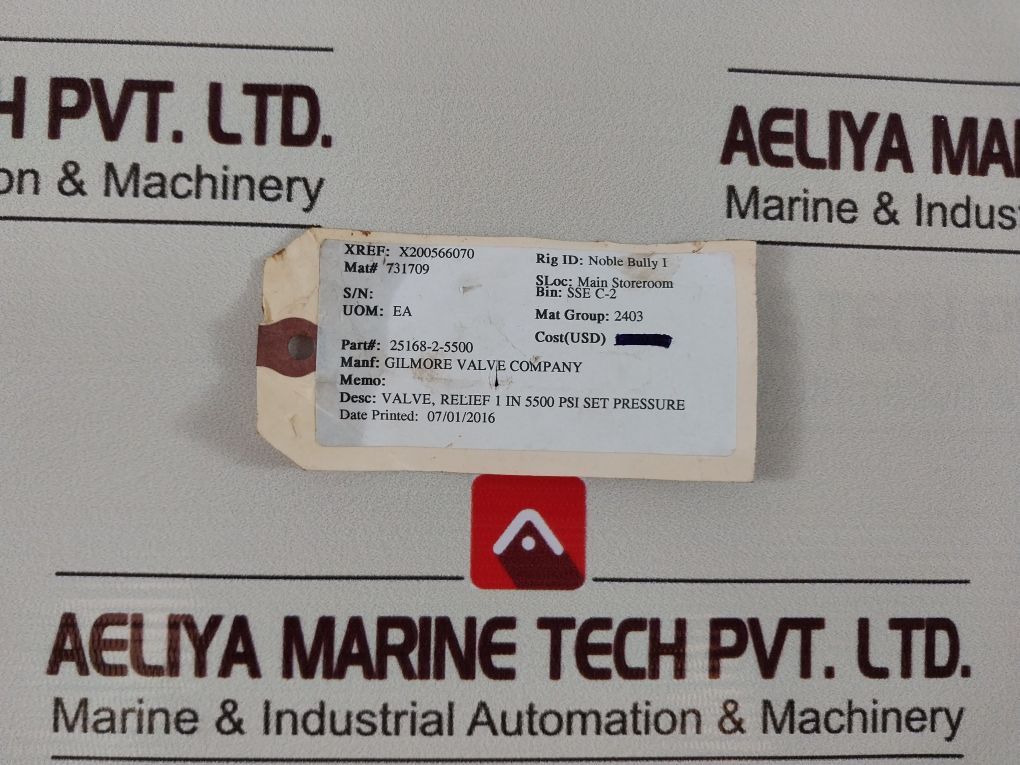 H PVT. LTD.
on & Machinery
AELIYA MA
Marine & Indus
XREF: X200566070
Mat# 731709
S/N:
UOM: EA
Part#: 25168-2-5500
Manf: GILMORE VALVE COMPANY
Memo:
Desc: VALVE, RELIEF 1 IN 5500 PSI SET PRESSURE
Date Printed: 07/01/2016
Rig ID: Noble Bully I
SLoc: Main Storeroom
Bin: SSE C-2
Mat Group: 2403
Cost(USD)
AELIYA MARINE TECH PVT. LTD.
Marine & Industrial Automation & Machinery